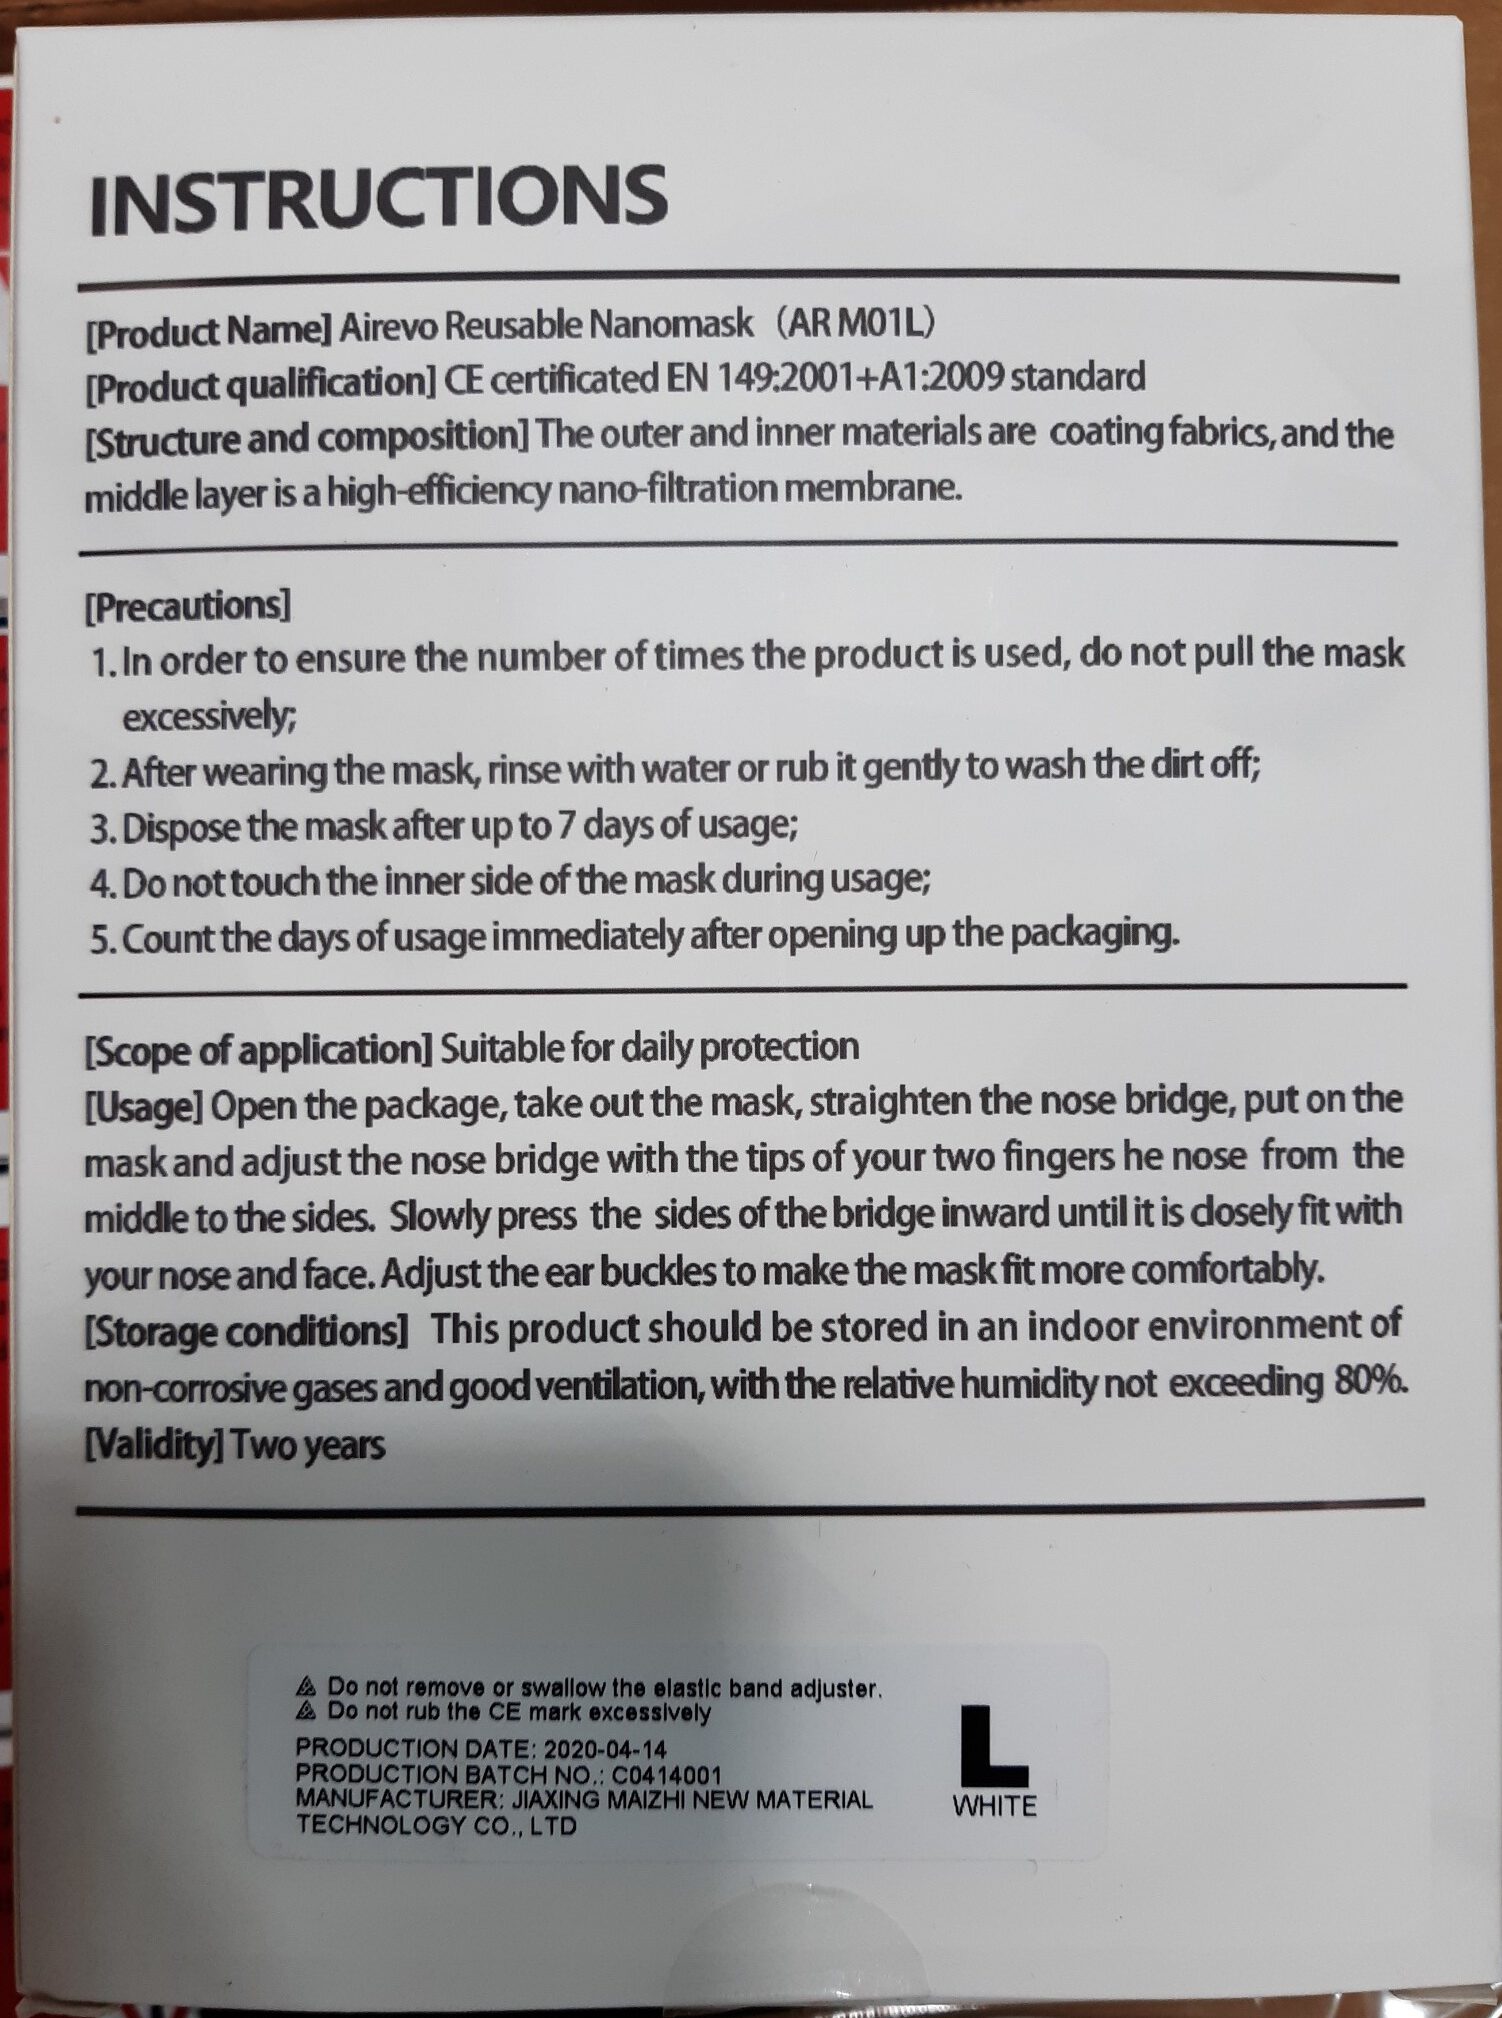 INSTRUCTIONS
[Product Name] Airevo Reusable Nanomask（AR M01L）
[Product qualification] CE certificated EN 149:2001+A1:2009 standard
[Structure and composition] The outer and inner materials are coating fabrics, and the
middle layer is a high-efficiency nano-filtration membrane.
[Precautions]
1. In order to ensure the number of times the product is used, do not pull the mask
excessively;
2. After wearing the mask, rinse with water or rub it gently to wash the dirt off;
3. Dispose the mask after up to 7 days of usage;
4. Do not touch the inner side of the mask during usage;
5. Count the days of usage immediately after opening up the packaging.
[Scope of application] Suitable for daily protection
[Usage] Open the package, take out the mask, straighten the nose bridge, put on the
mask and adjust the nose bridge with the tips of your two fingers he nose from the
middle to the sides. Slowly press the sides of the bridge inward until it is closely fit with
your nose and face. Adjust the ear buckles to make the mask fit more comfortably.
[Storage conditions] This product should be stored in an indoor environment of
non-corrosive gases and good ventilation, with the relative humidity not exceeding 80%.
[Validity] Two years
Do not remove or swallow the elastic band adjuster.
Do not rub the CE mark excessively
PRODUCTION DATE: 2020-04-14
PRODUCTION BATCH NO.: C0414001
MANUFACTURER: JIAXING MAIZHI NEW MATERIAL
TECHNOLOGY CO., LTD
L
WHITE